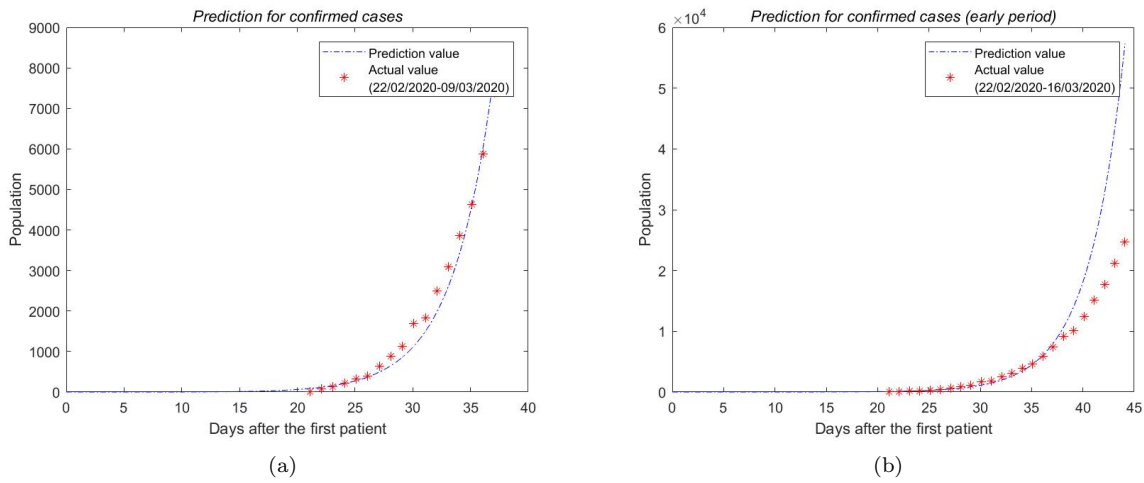 Prediction for confirmed cases
9000
8000
7000
6000
5000
4000
3000
2000
1000
0
Population
Prediction value
Actual value
(22/02/2020-09/03/2020)
0 5 10 15 20 25 30 35 40
Days after the first patient
(a)
×10^4
Prediction for confirmed cases (early period)
6
5
4
3
2
1
0
Population
Prediction value
Actual value
(22/02/2020-16/03/2020)
0 5 10 15 20 25 30 35 40 45
Days after the first patient
(b)